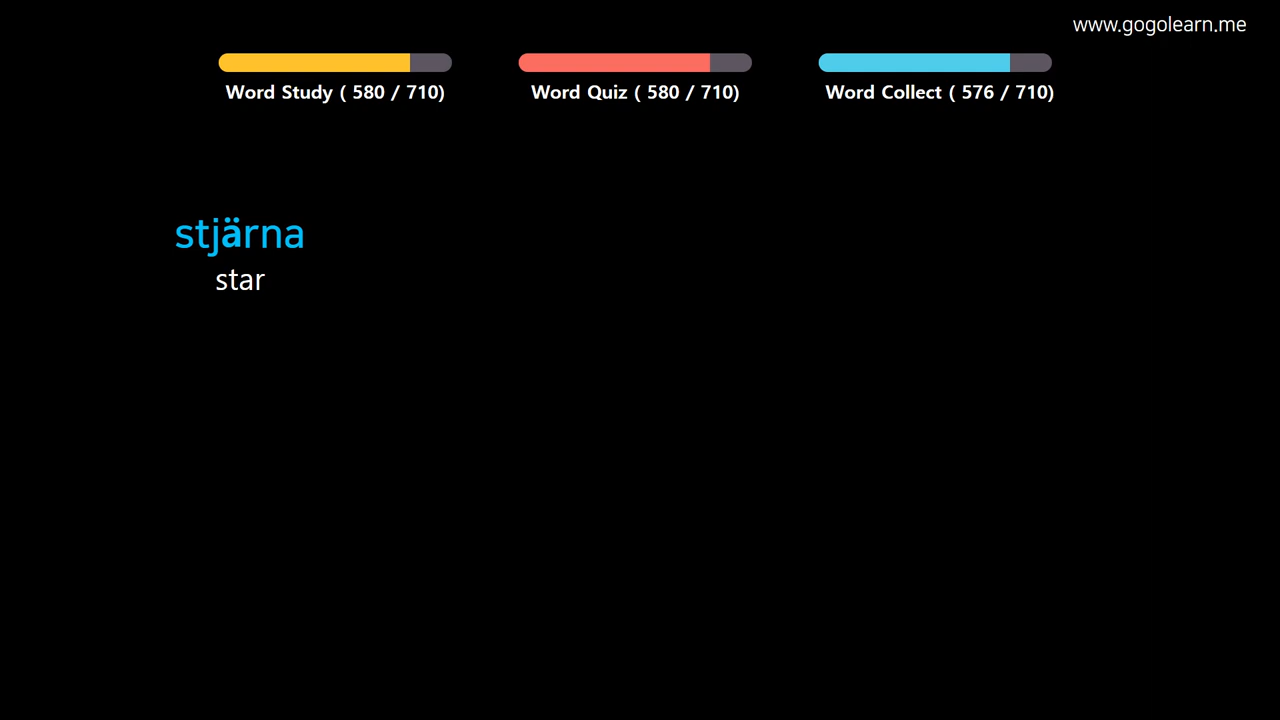 www.gogolearn.me
Word Study ( 580 / 710)
Word Quiz ( 580 / 710)
Word Collect ( 576 / 710)
stjärna
star